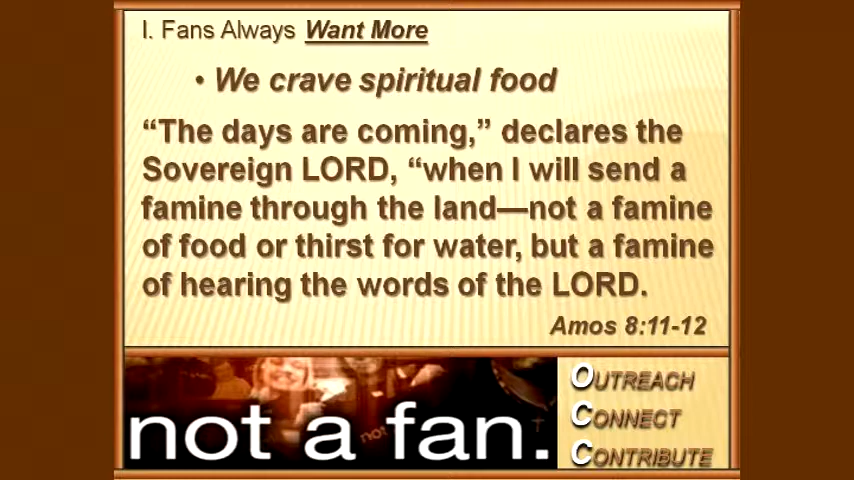 I. Fans Always Want More
• We crave spiritual food
“The days are coming,” declares the
Sovereign LORD, “when I will send a
famine through the land—not a famine
of food or thirst for water, but a famine
of hearing the words of the LORD.
Amos 8:11-12
not a fan.
not
OUTREACH
CONNECT
CONTRIBUTE